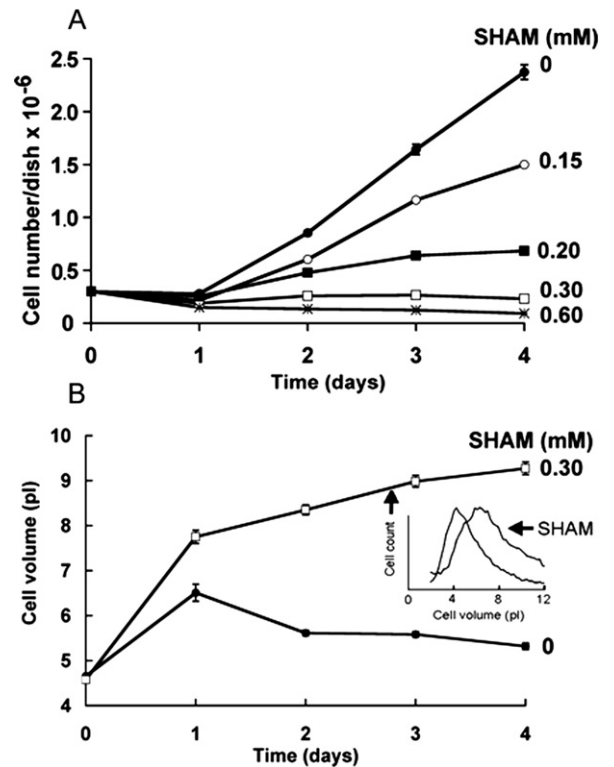 A
SHAM (mM)
Cell number/dish x 10-6
2.5
2.0
1.5
1.0
0.5
0
0
0.15
0.20
0.30
0.60
0 1 2 3 4
Time (days)
B
SHAM (mM)
Cell volume (pl)
10
9
8
7
6
5
4
0.30
0
Cell count
SHAM
0 4 8 12
Cell volume (pl)
0 1 2 3 4
Time (days)